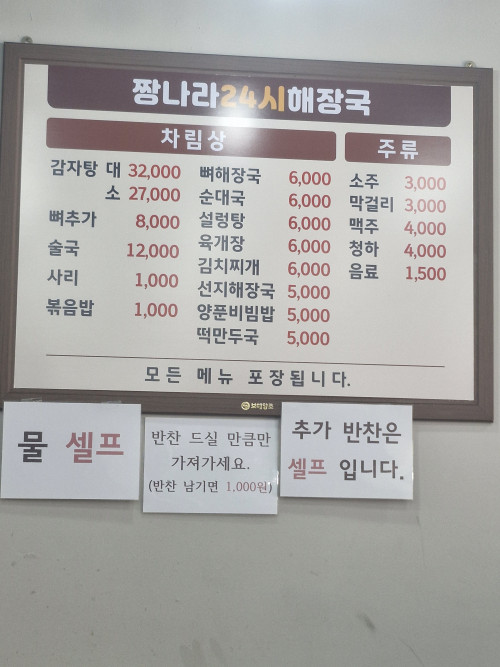 짱나라24시해장국
차림상
감자탕 대 32,000
소 27,000
뼈추가 8,000
술국 12,000
사리 1,000
볶음밥 1,000
뼈해장국 6,000
순대국 6,000
설렁탕 6,000
육개장 6,000
김치찌개 6,000
선지해장국 5,000
양푼비빔밥 5,000
떡만두국 5,000
주류
소주 3,000
막걸리 3,000
맥주 4,000
청하 4,000
음료 1,500
모든 메뉴 포장됩니다.
물 셀프
반찬 드실 만큼만
가져가세요.
(반찬 남기면 1,000원)
추가 반찬은
셀프 입니다.